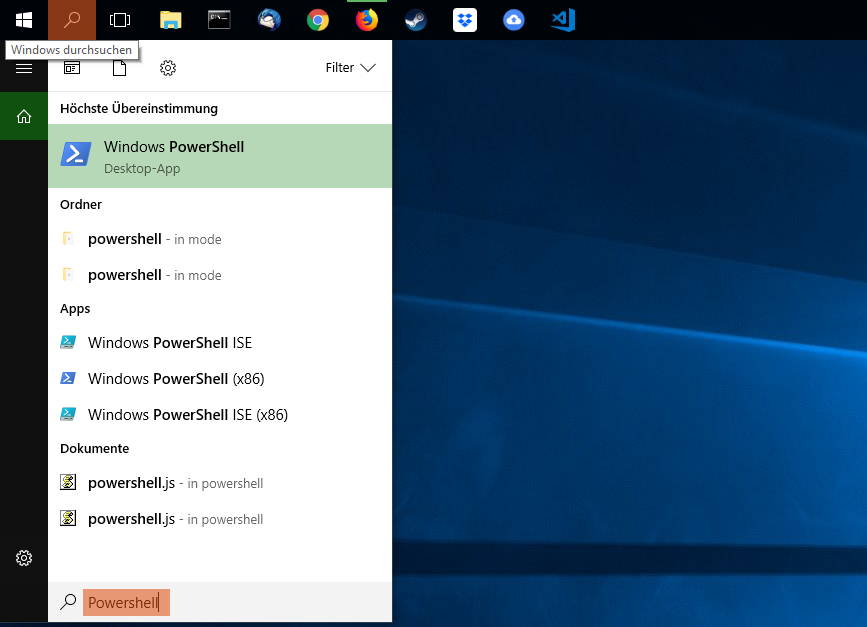 Windows durchsuchen
Filter
Höchste Übereinstimmung
Windows PowerShell
Desktop-App
Ordner
powershell - in mode
powershell - in mode
Apps
Windows PowerShell ISE
Windows PowerShell (x86)
Windows PowerShell ISE (x86)
Dokumente
powershell.js - in powershell
powershell.js - in powershell
Powershell